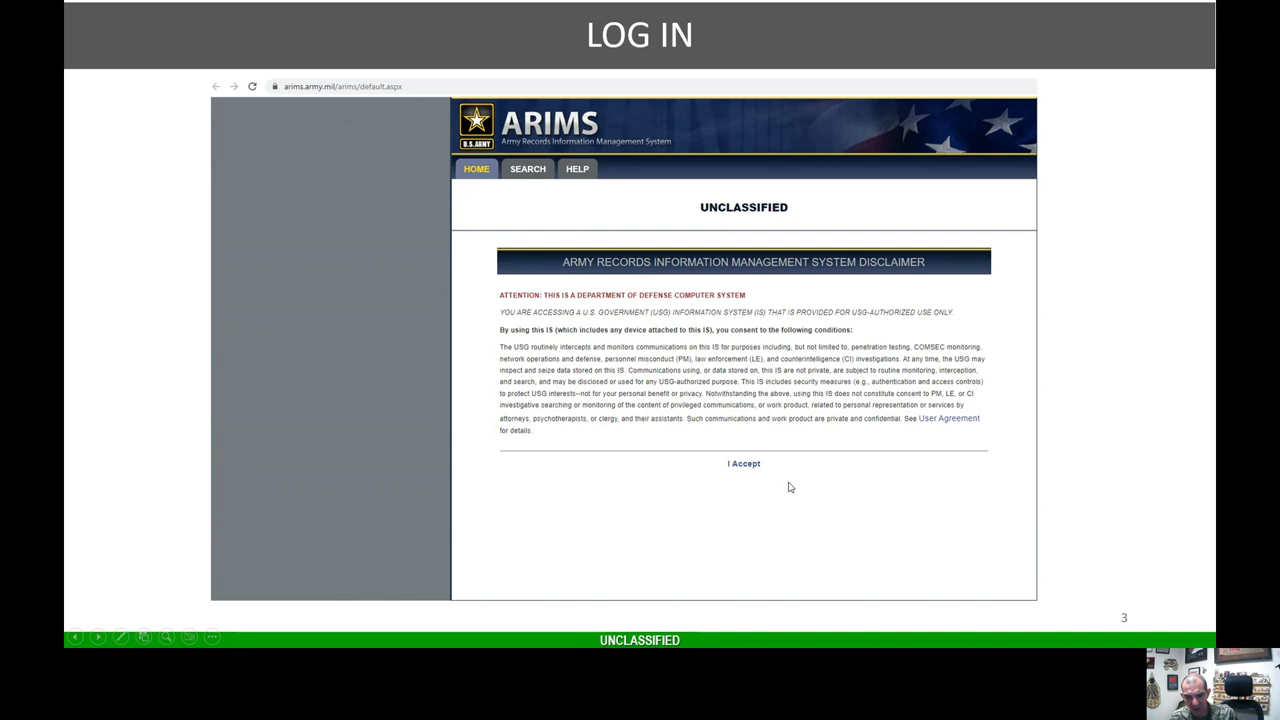 LOG IN
arims.army.mil/arims/default.aspx
ARIMS
Army Records Information Management System
U.S.ARMY
HOME SEARCH HELP
UNCLASSIFIED
ARMY RECORDS INFORMATION MANAGEMENT SYSTEM DISCLAIMER
ATTENTION: THIS IS A DEPARTMENT OF DEFENSE COMPUTER SYSTEM
YOU ARE ACCESSING A U.S. GOVERNMENT (USG) INFORMATION SYSTEM (IS) THAT IS PROVIDED FOR USG-AUTHORIZED USE ONLY.
By using this IS (which includes any device attached to this IS), you consent to the following conditions:
The USG routinely intercepts and monitors communications on this IS for purposes including, but not limited to, penetration testing, COMSEC monitoring,
network operations and defense, personnel misconduct (PM), law enforcement (LE), and counterintelligence (CI) investigations. At any time, the USG may
inspect and seize data stored on this IS. Communications using, or data stored on, this IS are not private, are subject to routine monitoring, interception,
and search, and may be disclosed or used for any USG-authorized purpose. This IS includes security measures (e.g., authentication and access controls)
to protect USG interests--not for your personal benefit or privacy. Notwithstanding the above, using this IS does not constitute consent to PM, LE, or CI
investigative searching or monitoring of the content of privileged communications, or work product, related to personal representation or services by
attorneys, psychotherapists, or clergy, and their assistants. Such communications and work product are private and confidential. See User Agreement
for details.
I Accept
3
UNCLASSIFIED